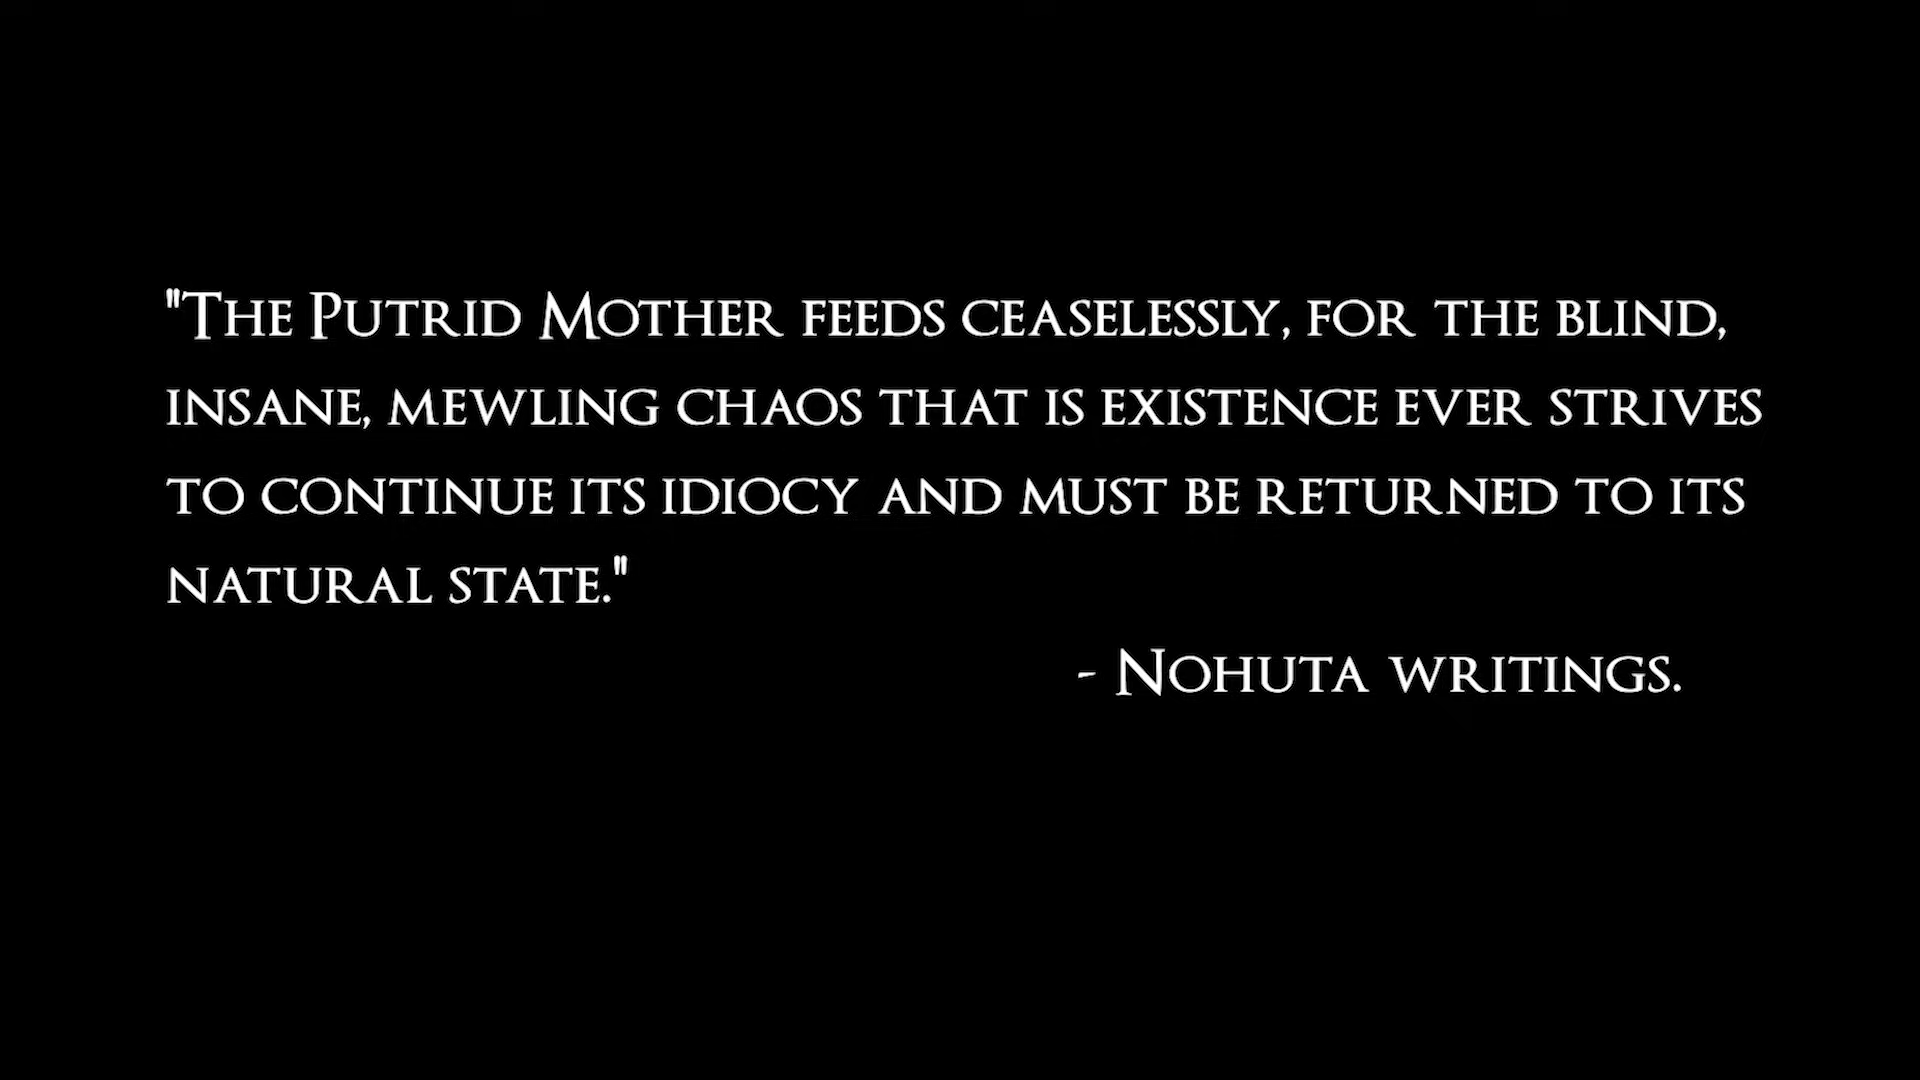 "The Putrid Mother feeds ceaselessly, for the blind,
insane, mewling chaos that is existence ever strives
to continue its idiocy and must be returned to its
natural state."
- Nohuta writings.